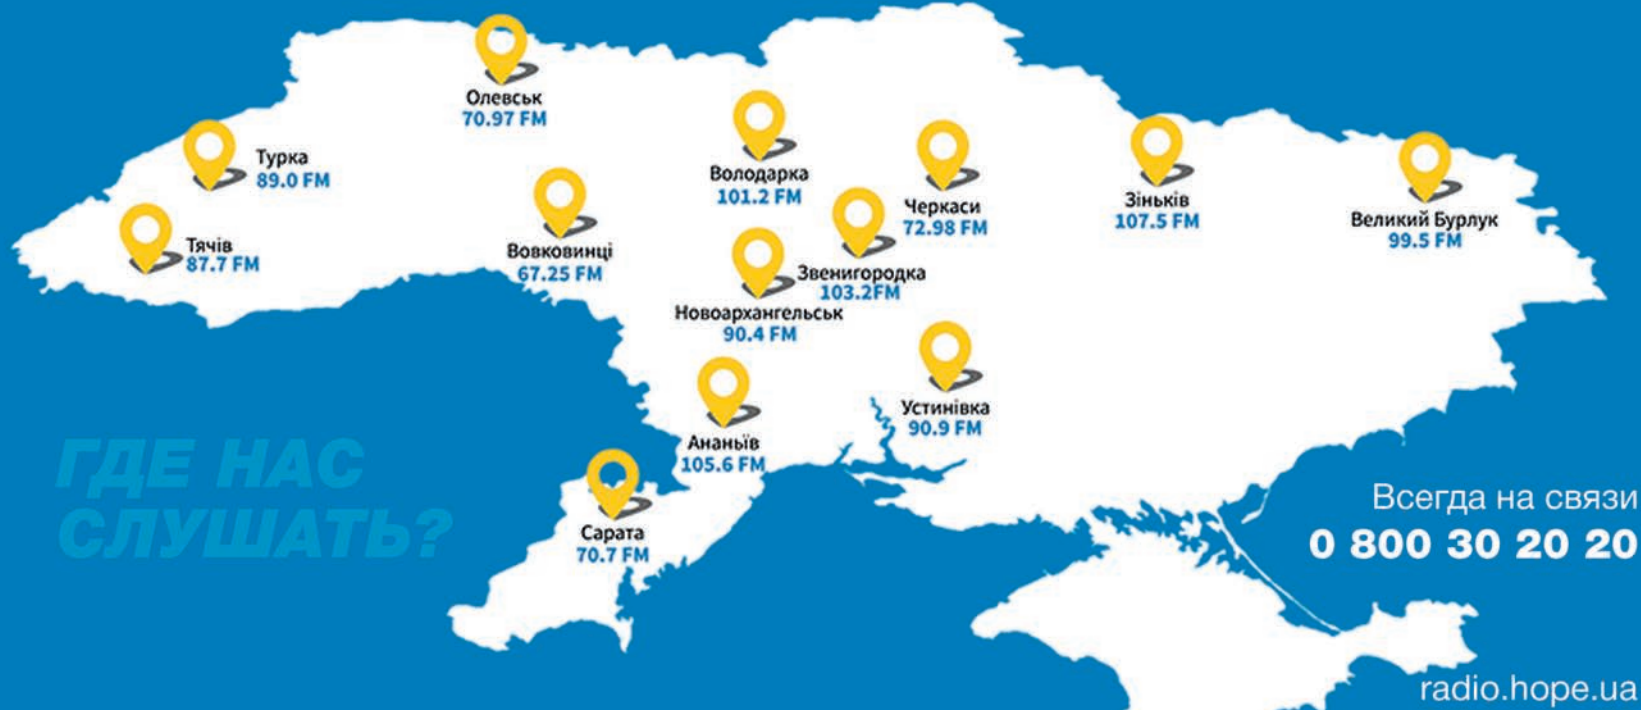 Олевськ
70.97 FM
Турка
89.0 FM
Володарка
101.2 FM
Черкаси
72.98 FM
Зіньків
107.5 FM
Великий Бурлук
99.5 FM
Тячів
87.7 FM
Вовковинці
67.25 FM
Звенигородка
103.2FM
Новоархангельськ
90.4 FM
Устинівка
90.9 FM
Ананьїв
105.6 FM
Сарата
70.7 FM
ГДЕ НАС
СЛУШАТЬ?
Всегда на связи
0 800 30 20 20
radio.hope.ua